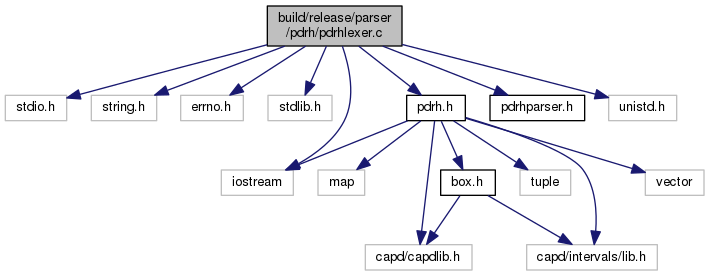 build/release/parser
/pdrh/pdrhlexer.c
stdio.h
string.h
errno.h
stdlib.h
pdrh.h
pdrhparser.h
unistd.h
iostream
map
box.h
tuple
vector
capd/capdlib.h
capd/intervals/lib.h